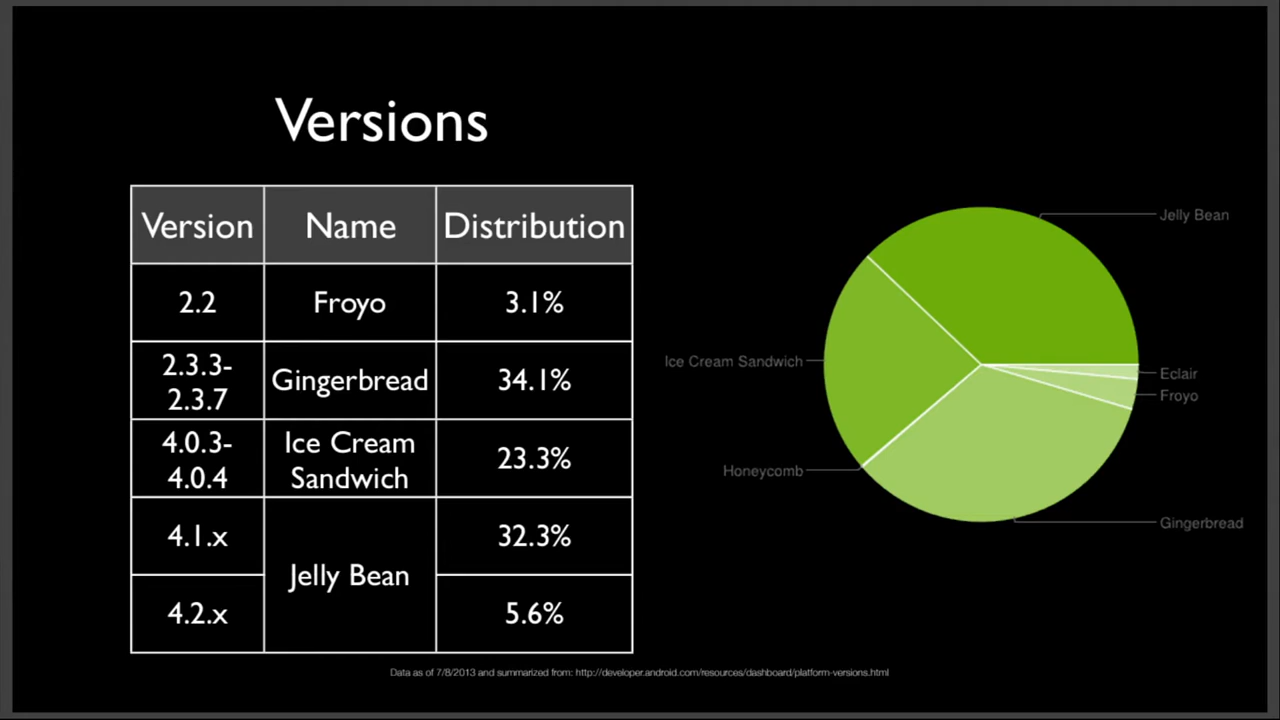 Versions
Version Name Distribution
2.2 Froyo 3.1%
2.3.3-
2.3.7
Gingerbread 34.1%
4.0.3-
4.0.4
Ice Cream
Sandwich
23.3%
4.1.x
32.3%
Jelly Bean
4.2.x
5.6%
Jelly Bean
Ice Cream Sandwich
Eclair
Froyo
Honeycomb
Gingerbread
Data as of 7/8/2013 and summarized from: http://developer.android.com/resources/dashboard/platform-versions.html